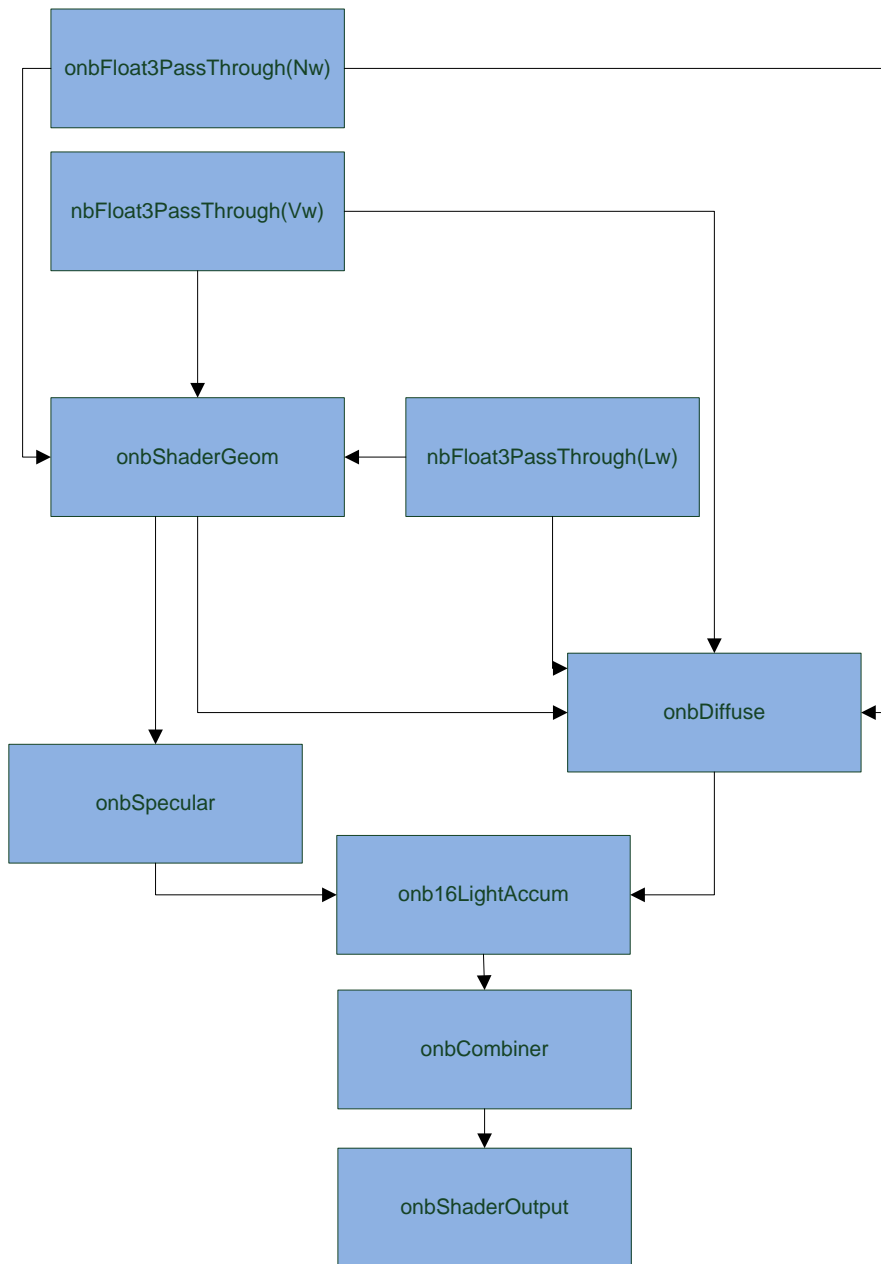 onbFloat3PassThrough(Nw)
nbFloat3PassThrough(Vw)
onbShaderGeom
nbFloat3PassThrough(Lw)
onbDiffuse
onbSpecular
onb16LightAccum
onbCombiner
onbShaderOutput